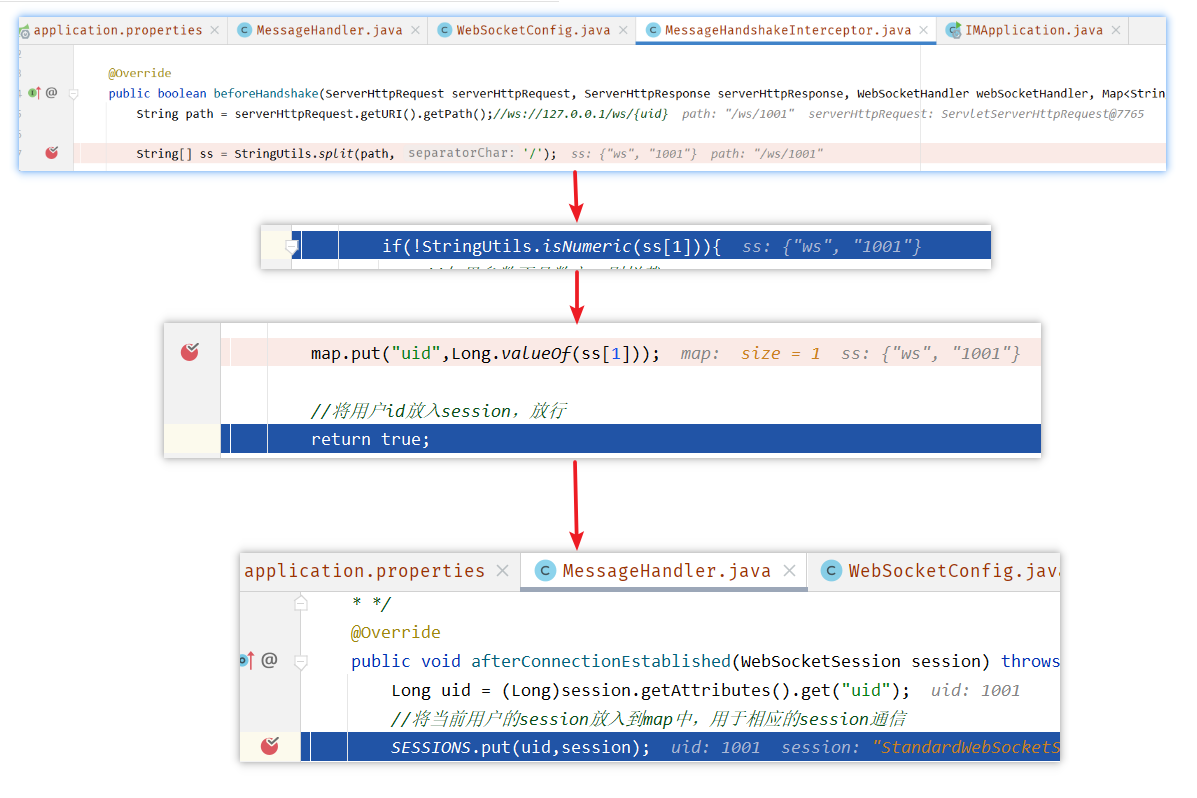 application.properties × MessageHandler.java × WebSocketConfig.java × MessageHandshakeInterceptor.java × IMApplication.java ×
@Override
public boolean beforeHandshake(ServerHttpRequest serverHttpRequest, ServerHttpResponse serverHttpResponse, WebSocketHandler webSocketHandler, Map<Strin
String path = serverHttpRequest.getURI().getPath();//ws://127.0.0.1/ws/{uid} path: "/ws/1001" serverHttpRequest: ServletServerHttpRequest@7765
String[] ss = StringUtils.split(path, separatorChar: '/'); ss: {"ws", "1001"} path: "/ws/1001"
if(!StringUtils.isNumeric(ss[1])){ ss: {"ws", "1001"}
map.put("uid",Long.valueOf(ss[1])); map: size = 1 ss: {"ws", "1001"}
//将用户id放入session，放行
return true;
application.properties × MessageHandler.java × WebSocketConfig.java
* */
@Override
public void afterConnectionEstablished(WebSocketSession session) throws
Long uid = (Long)session.getAttributes().get("uid"); uid: 1001
//将当前用户的session放入到map中，用于相应的session通信
SESSIONS.put(uid,session); uid: 1001 session: "StandardWebSocketS